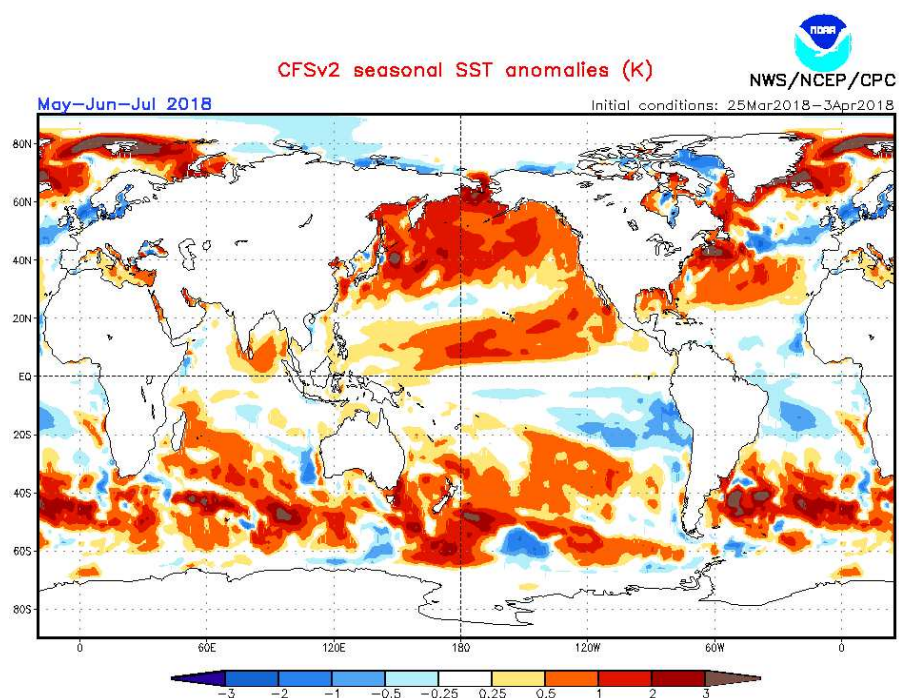 NOAA
CFSv2 seasonal SST anomalies (K)
NWS/NCEP/CPC
May-Jun-Jul 2018
Initial conditions: 25Mar2018-3Apr2018
80N
60N
40N
20N
EQ
20S
40S
60S
80S
0 60E 120E 180 120W 60W 0
-3 -2 -1 -0.5 -0.25 0.25 0.5 1 2 3